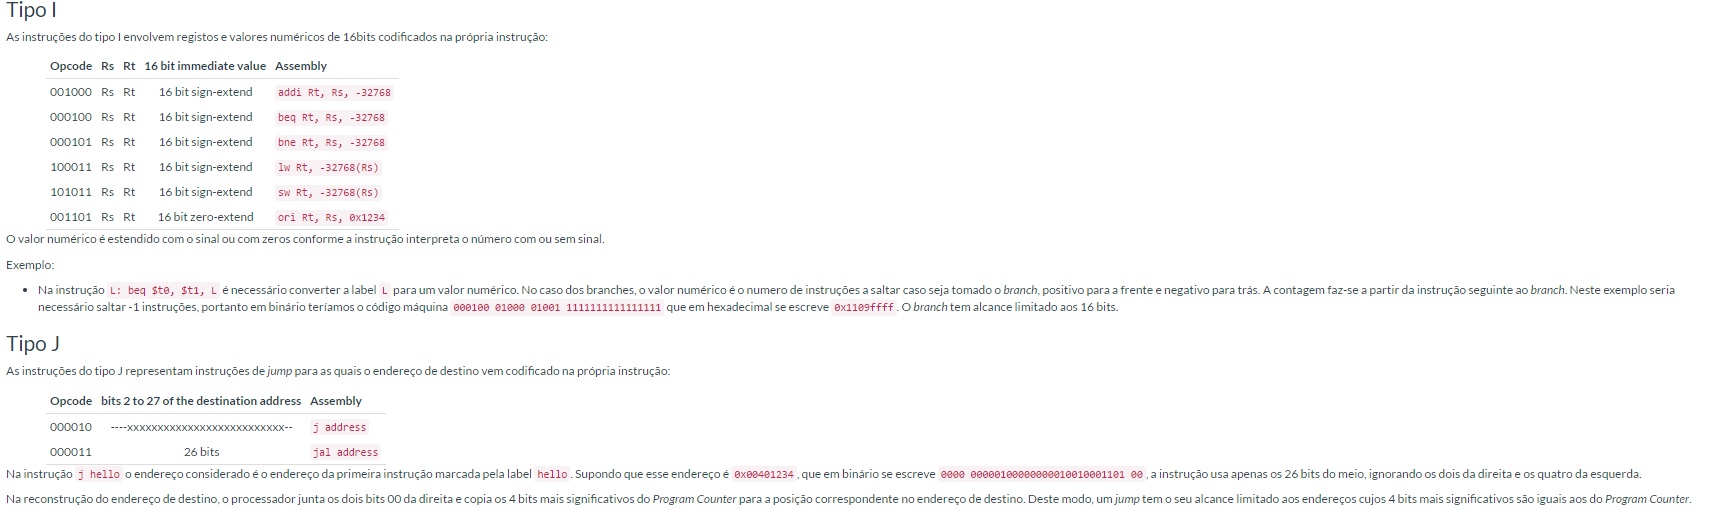 Tipo I
As instruções do tipo I envolvem registos e valores numéricos de 16bits codificados na própria instrução:
Opcode Rs Rt 16 bit immediate value Assembly
001000 Rs Rt 16 bit sign-extend addi Rt, Rs, -32768
000100 Rs Rt 16 bit sign-extend beq Rt, Rs, -32768
000101 Rs Rt 16 bit sign-extend bne Rt, Rs, -32768
100011 Rs Rt 16 bit sign-extend lw Rt, -32768(Rs)
101011 Rs Rt 16 bit sign-extend sw Rt, -32768(Rs)
001101 Rs Rt 16 bit zero-extend ori Rt, Rs, 0x1234
O valor numérico é estendido com o sinal ou com zeros conforme a instrução interpreta o número com ou sem sinal.
Exemplo:
• Na instrução L: beq $t0, $t1, L é necessário converter a label L para um valor numérico. No caso dos branches, o valor numérico é o numero de instruções a saltar caso seja tomado o branch, positivo para a frente e negativo para trás. A contagem faz-se a partir da instrução seguinte ao branch. Neste exemplo seria
necessário saltar -1 instruções, portanto em binário teríamos o código máquina 000100 01000 01001 1111111111111111 que em hexadecimal se escreve 0x1109ffff. O branch tem alcance limitado aos 16 bits.
Tipo J
As instruções do tipo J representam instruções de jump para as quais o endereço de destino vem codificado na própria instrução:
Opcode bits 2 to 27 of the destination address Assembly
000010 ----xxxxxxxxxxxxxxxxxxxxxxxxxx-- j address
000011 26 bits jal address
Na instrução j hello o endereço considerado é o endereço da primeira instrução marcada pela label hello. Supondo que esse endereço é 0x00401234, que em binário se escreve 0000 00000100000000010010001101 00, a instrução usa apenas os 26 bits do meio, ignorando os dois da direita e os quatro da esquerda.
Na reconstrução do endereço de destino, o processador junta os dois bits 00 da direita e copia os 4 bits mais significativos do Program Counter para a posição correspondente no endereço de destino. Deste modo, um jump tem o seu alcance limitado aos endereços cujos 4 bits mais significativos são iguais aos do Program Counter.